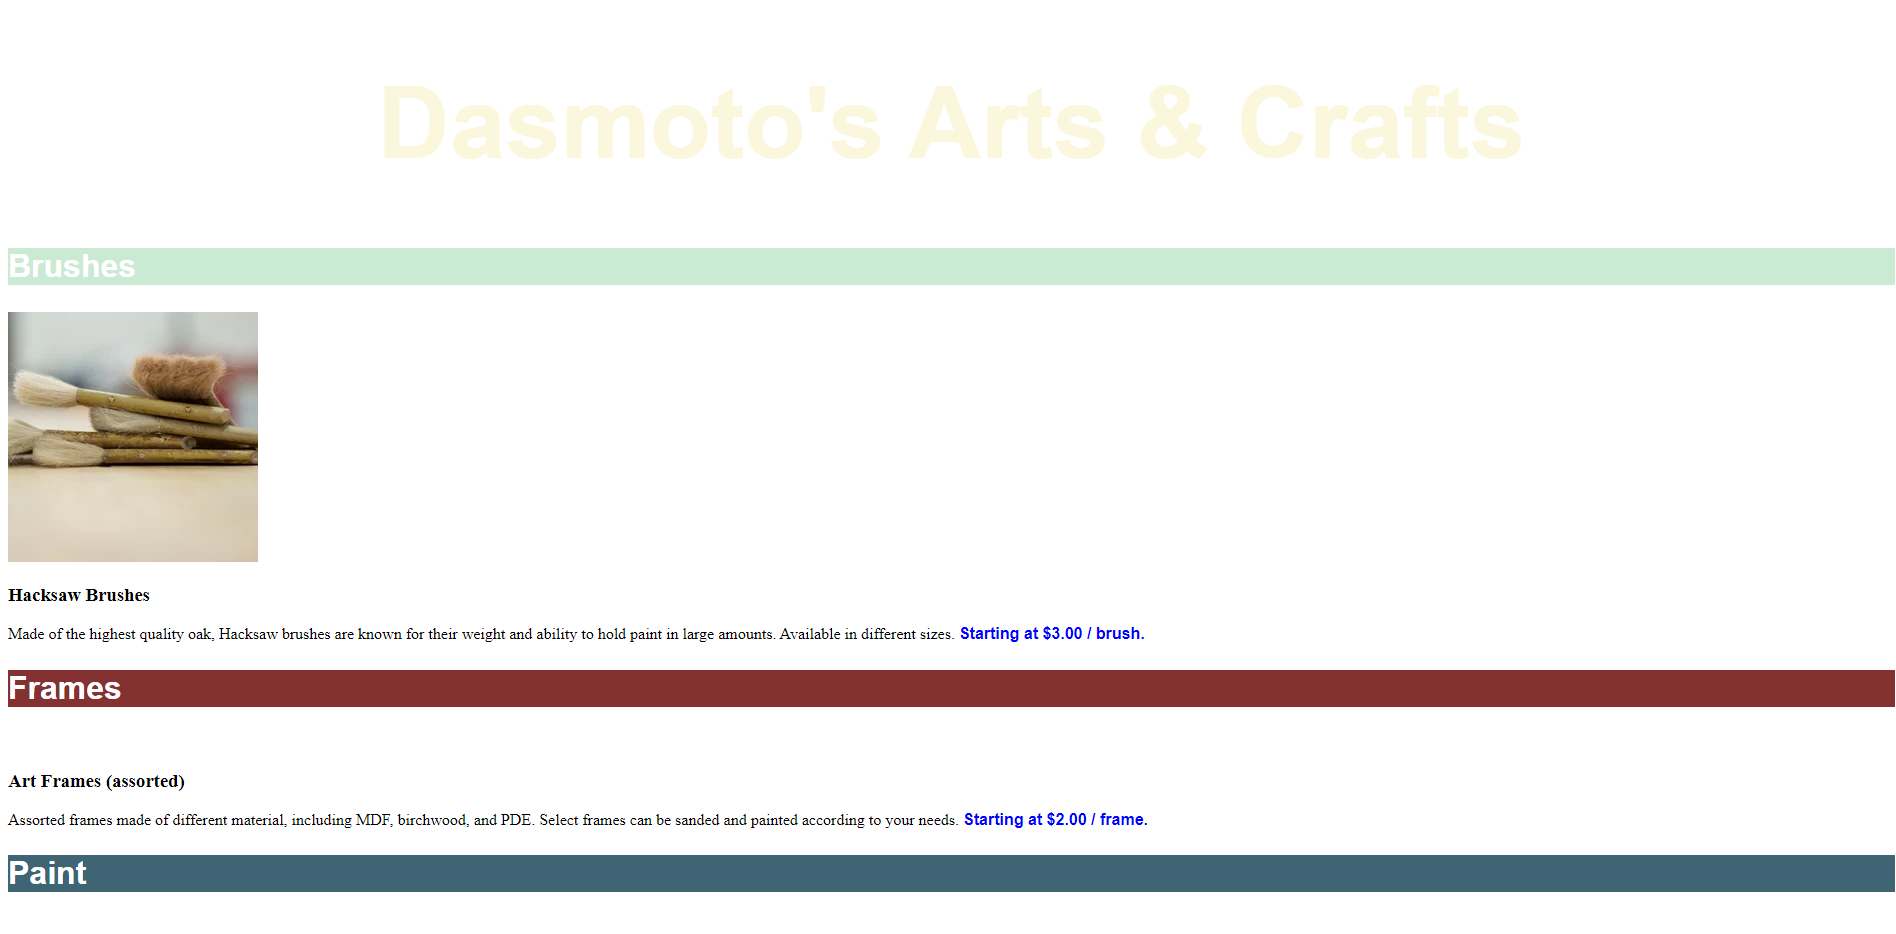 Dasmoto's Arts & Crafts
Brushes
Hacksaw Brushes
Made of the highest quality oak, Hacksaw brushes are known for their weight and ability to hold paint in large amounts. Available in different sizes. Starting at $3.00 / brush.
Frames
Art Frames (assorted)
Assorted frames made of different material, including MDF, birchwood, and PDE. Select frames can be sanded and painted according to your needs. Starting at $2.00 / frame.
Paint